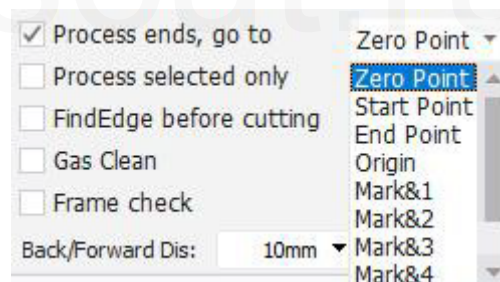 Process ends, go to
Zero Point
Process selected only
FindEdge before cutting
Gas Clean
Frame check
Back/Forward Dis: 10mm
Zero Point
Start Point
End Point
Origin
Mark&1
Mark&2
Mark&3
Mark&4